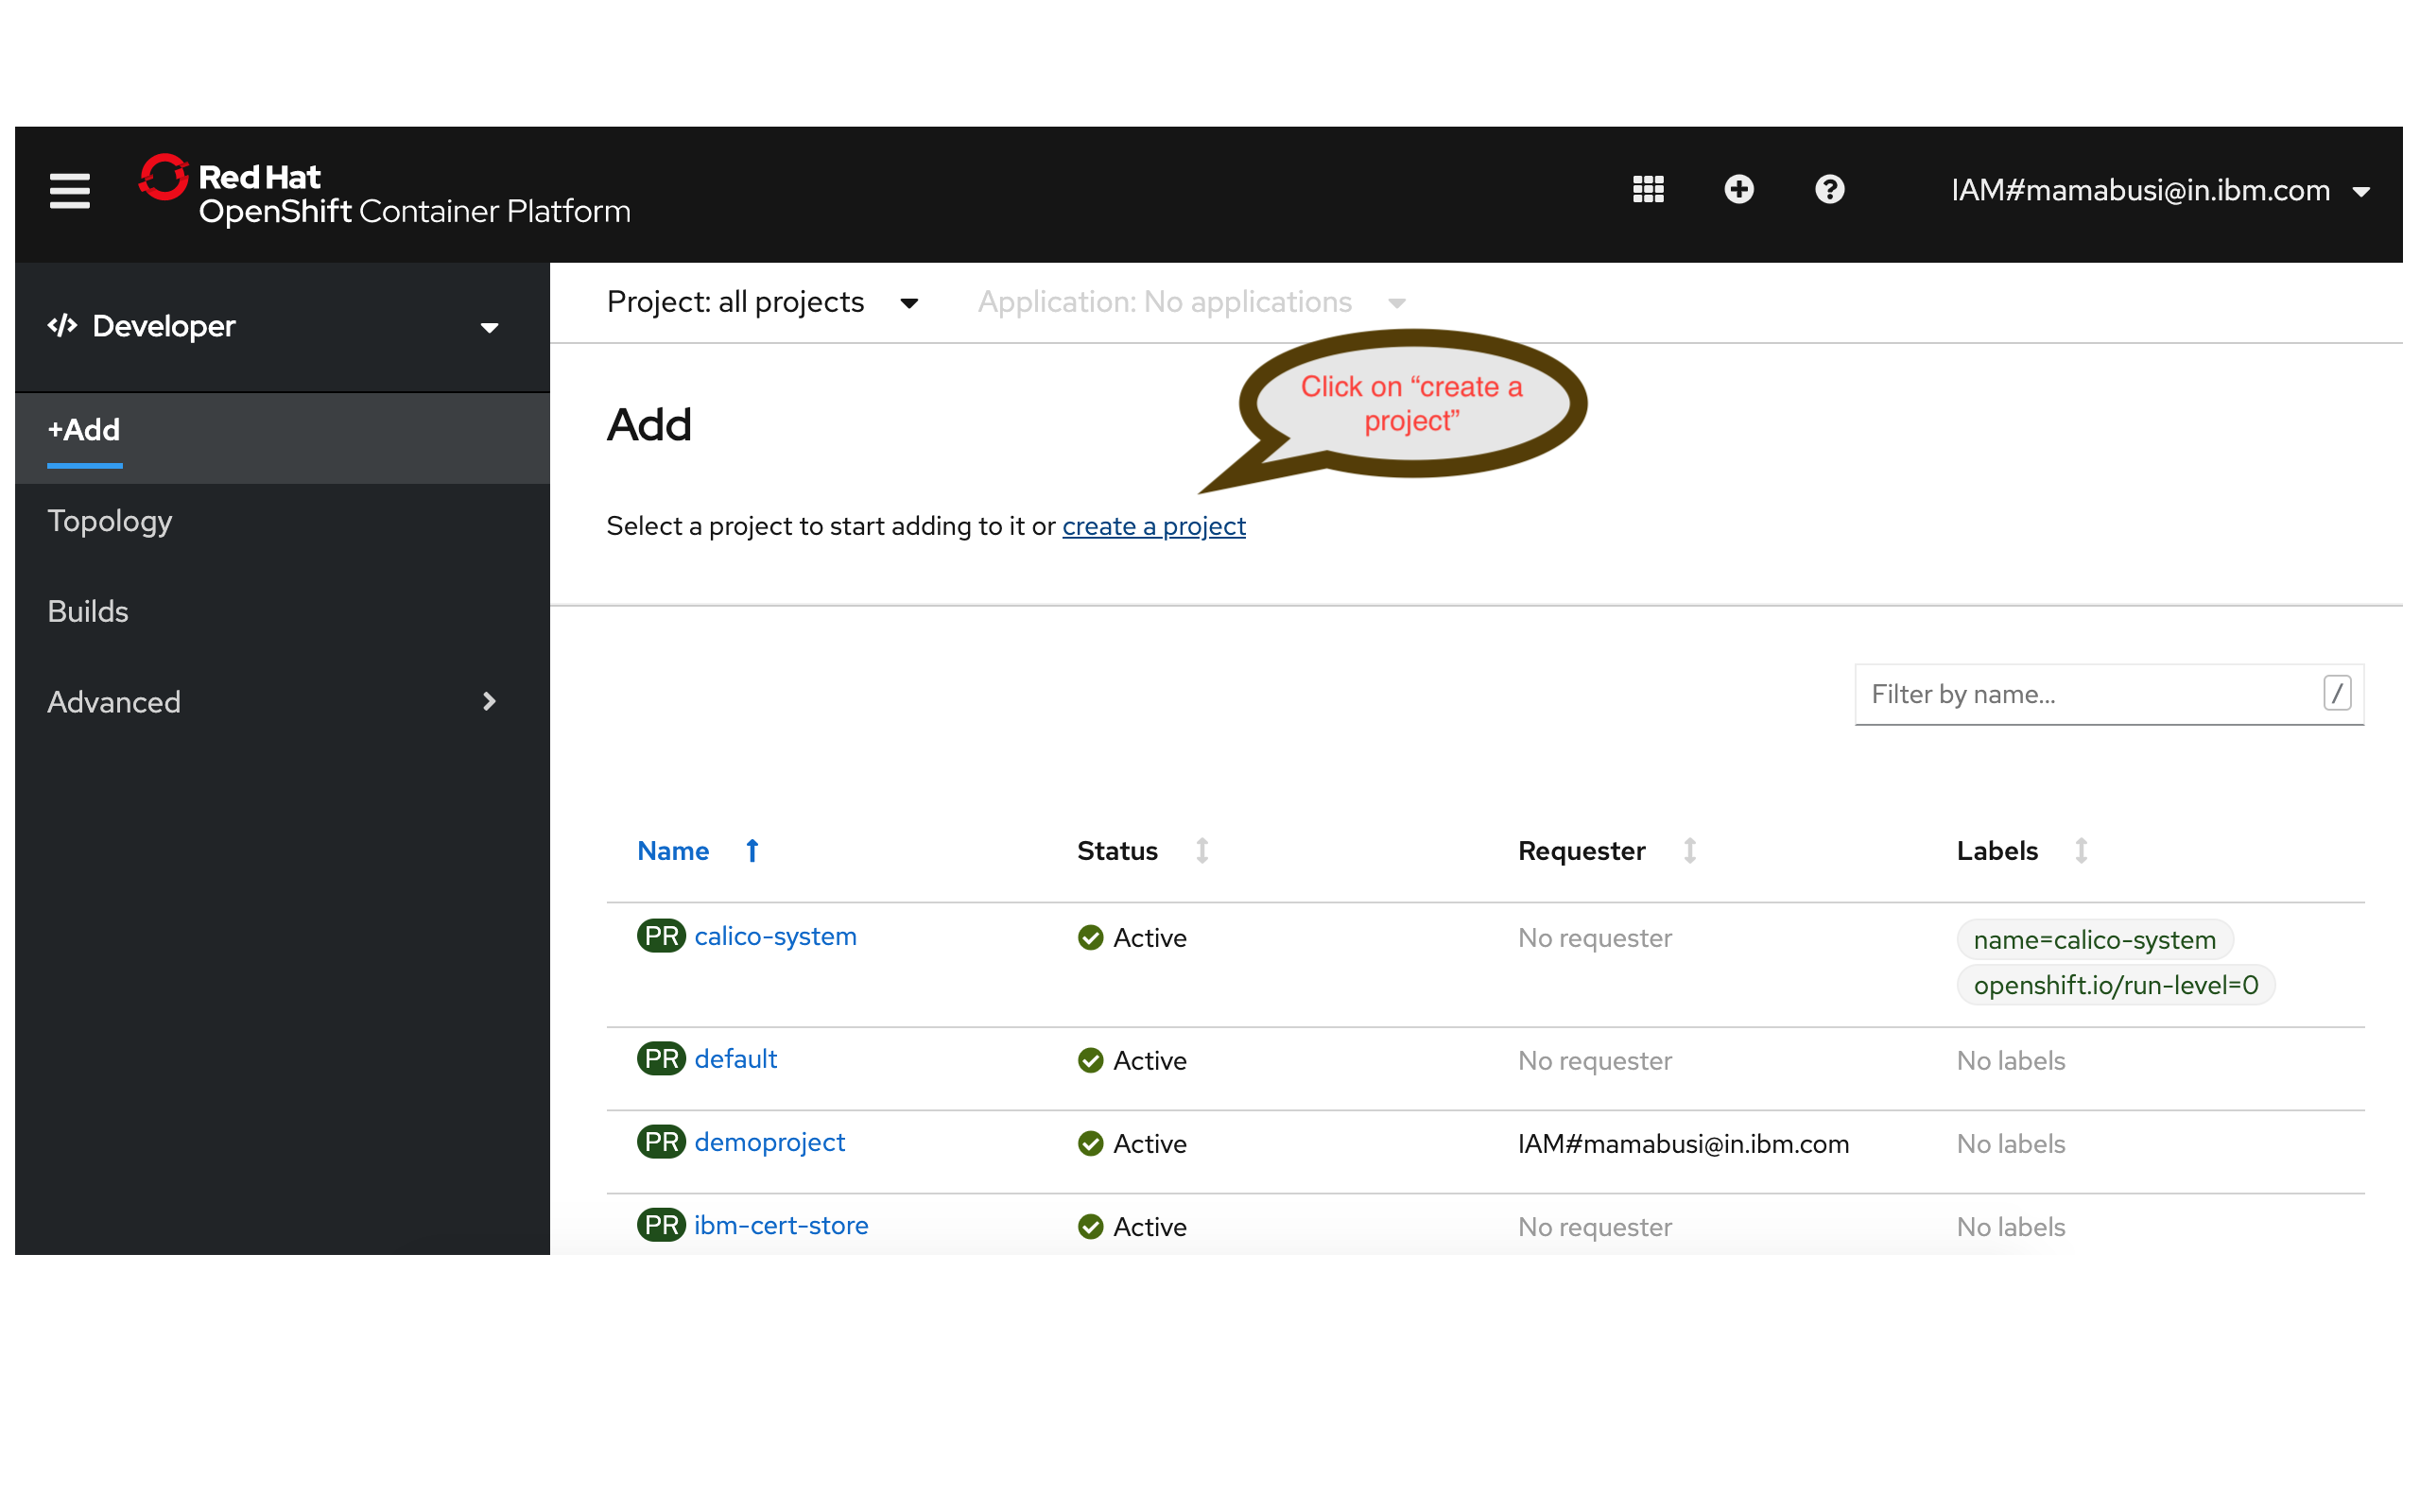 Red Hat
OpenShift Container Platform
IAM#mamabusi@in.ibm.com
Developer
Project: all projects
Application: No applications
+Add
Topology
Builds
Advanced
Add
Click on “create a
project”
Select a project to start adding to it or create a project
Filter by name...
/
Name Status Requester Labels
PR calico-system Active No requester name=calico-system
openshift.io/run-level=0
PR default Active No requester No labels
PR demoproject Active IAM#mamabusi@in.ibm.com No labels
PR ibm-cert-store Active No requester No labels